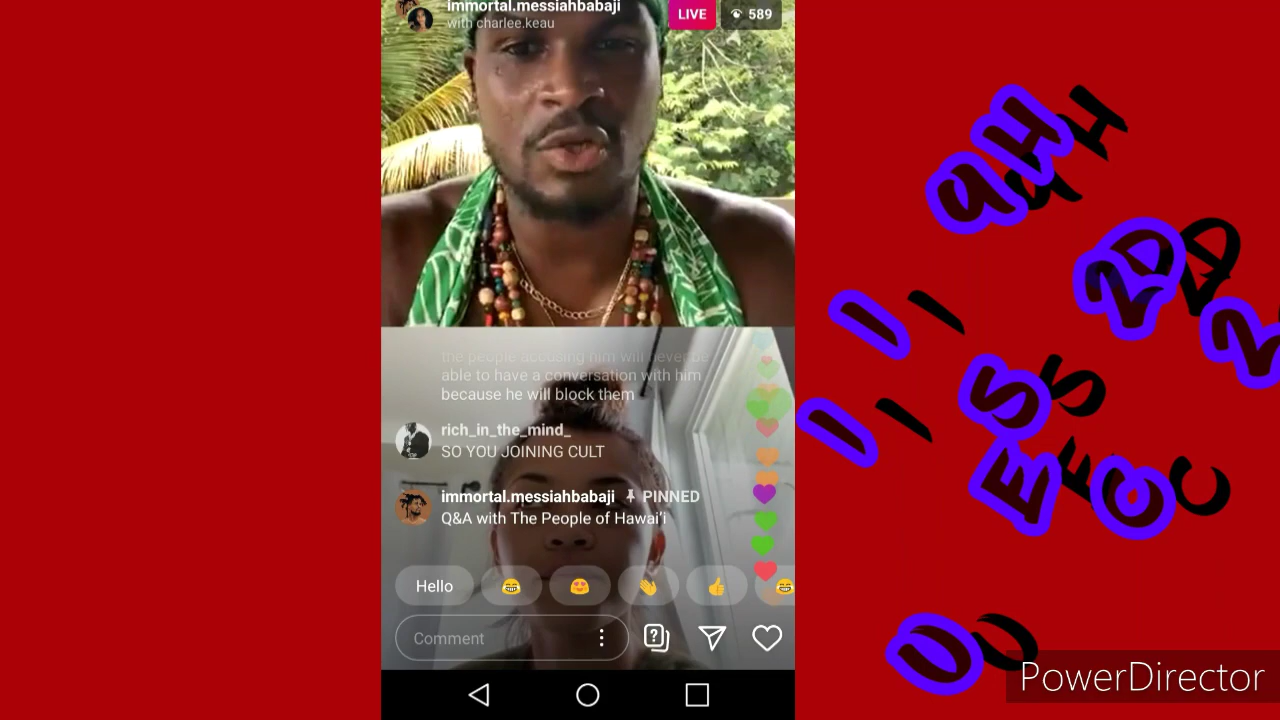 immortal.messiahbabaji
with charlee.keau
LIVE
589
the people accusing him will never be
able to have a conversation with him
because he will block them
rich_in_the_mind_
SO YOU JOINING CULT
immortal.messiahbabaji PINNED
Q&A with The People of Hawai'i
Hello
Comment
PowerDirector